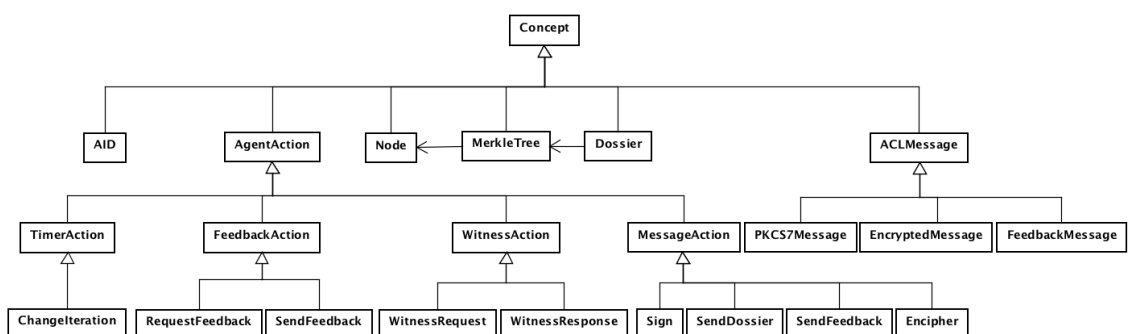 Concept
AID
AgentAction
Node
MerkleTree
Dossier
ACLMessage
TimerAction
FeedbackAction
WitnessAction
MessageAction
PKCS7Message
EncryptedMessage
FeedbackMessage
ChangeIteration
RequestFeedback
SendFeedback
WitnessRequest
WitnessResponse
Sign
SendDossier
SendFeedback
Encipher